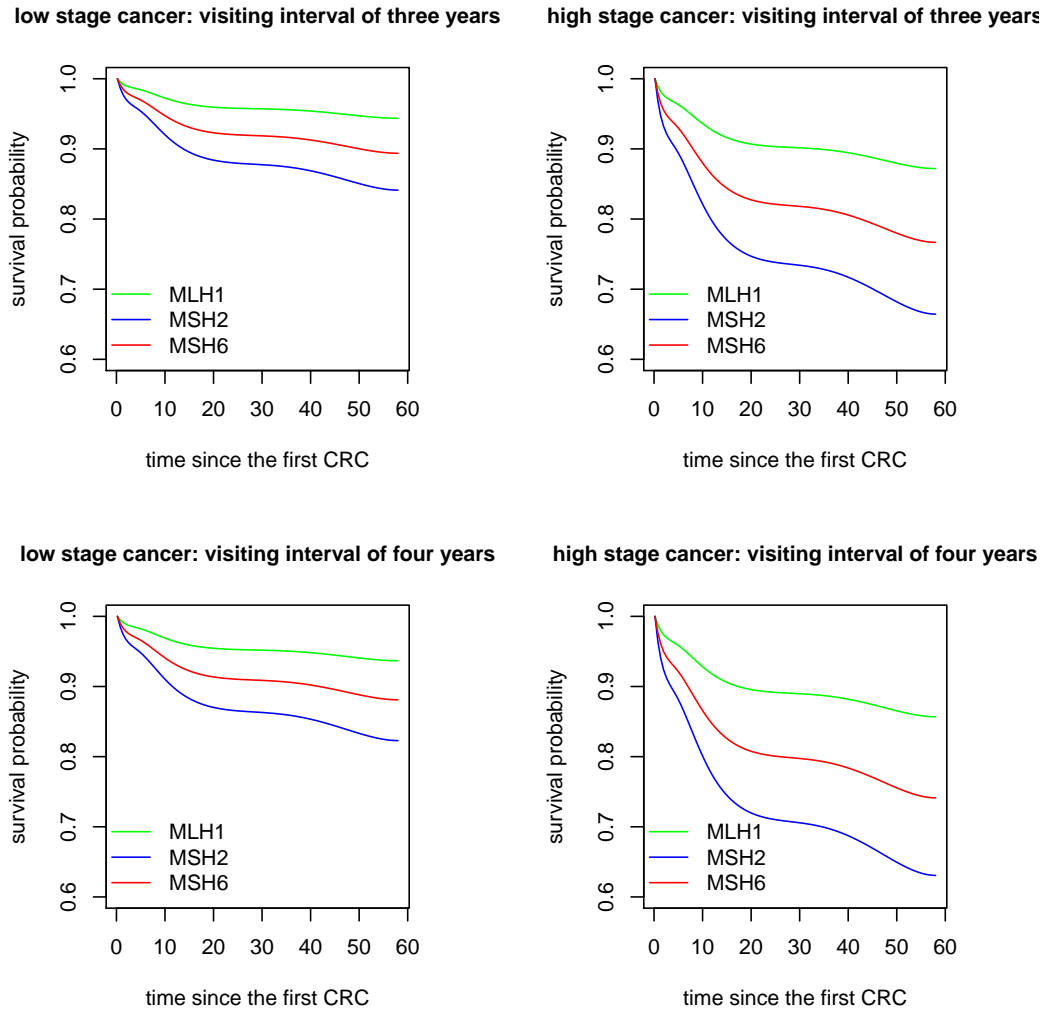 low stage cancer: visiting interval of three years
survival probability
1.0
0.9
0.8
0.7
0.6
MLH1
MSH2
MSH6
0 10 20 30 40 50 60
time since the first CRC
high stage cancer: visiting interval of three years
survival probability
1.0
0.9
0.8
0.7
0.6
MLH1
MSH2
MSH6
0 10 20 30 40 50 60
time since the first CRC
low stage cancer: visiting interval of four years
survival probability
1.0
0.9
0.8
0.7
0.6
MLH1
MSH2
MSH6
0 10 20 30 40 50 60
time since the first CRC
high stage cancer: visiting interval of four years
survival probability
1.0
0.9
0.8
0.7
0.6
MLH1
MSH2
MSH6
0 10 20 30 40 50 60
time since the first CRC